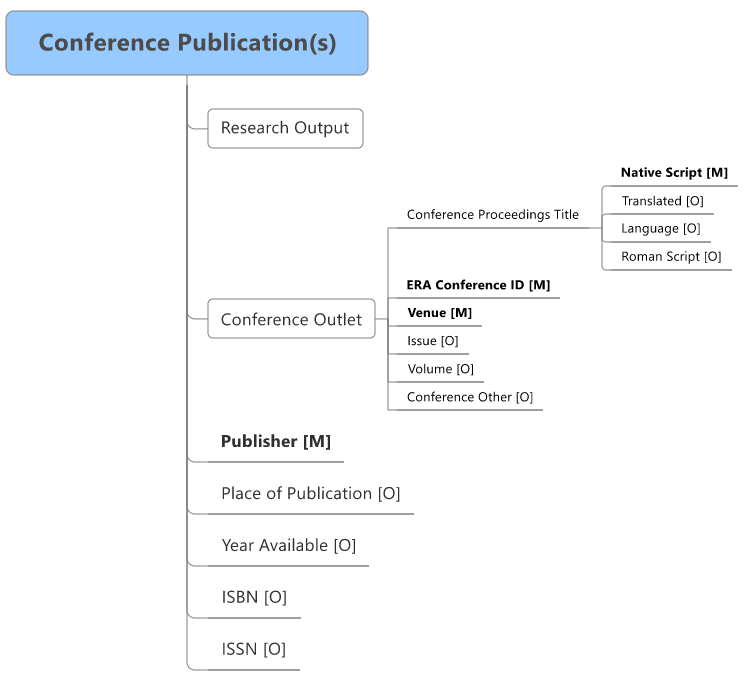 Conference Publication(s)
Research Output
Native Script [M]
Conference Proceedings Title
Translated [O]
Language [O]
Roman Script [O]
ERA Conference ID [M]
Conference Outlet
Venue [M]
Issue [O]
Volume [O]
Conference Other [O]
Publisher [M]
Place of Publication [O]
Year Available [O]
ISBN [O]
ISSN [O]